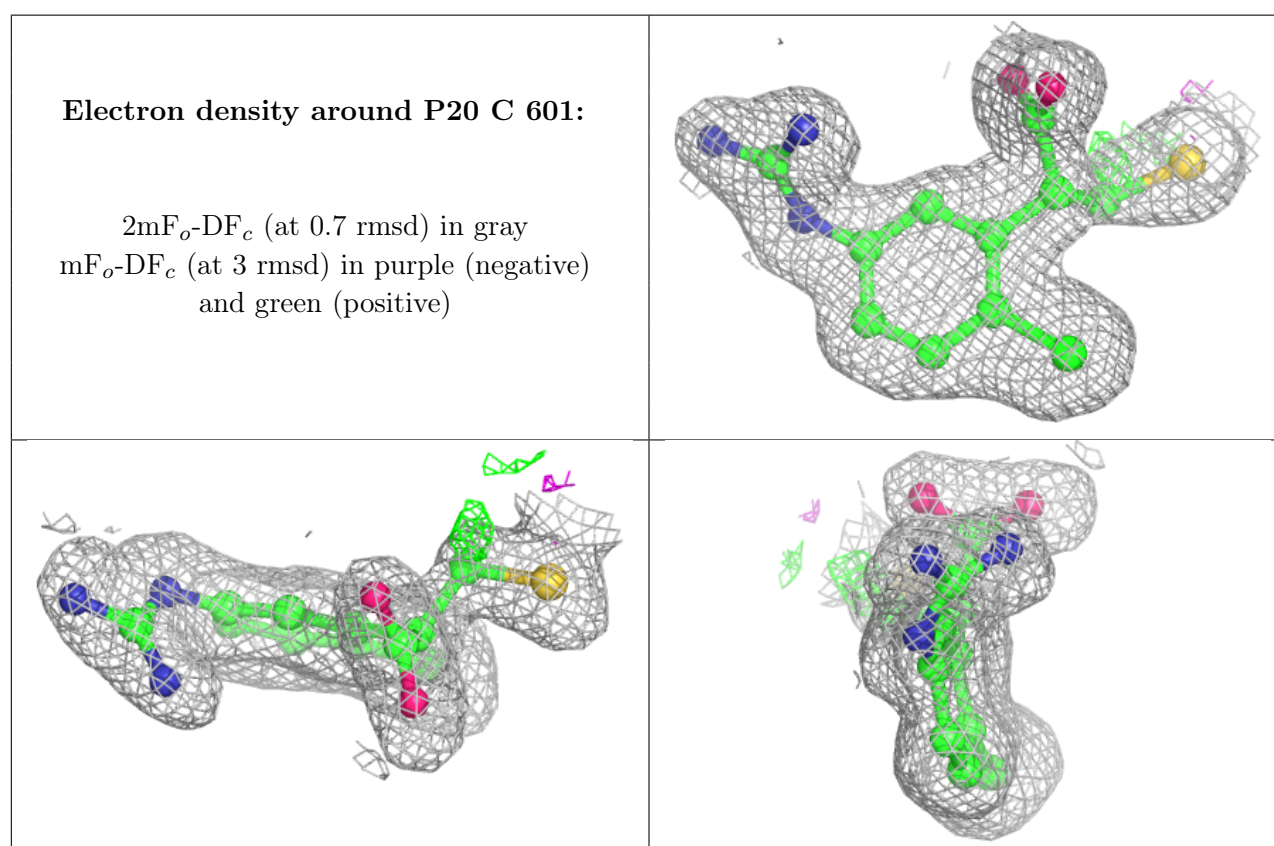 Electron density around P20 C 601:
2mFo-DFc (at 0.7 rmsd) in gray
mFo-DFc (at 3 rmsd) in purple (negative)
and green (positive)